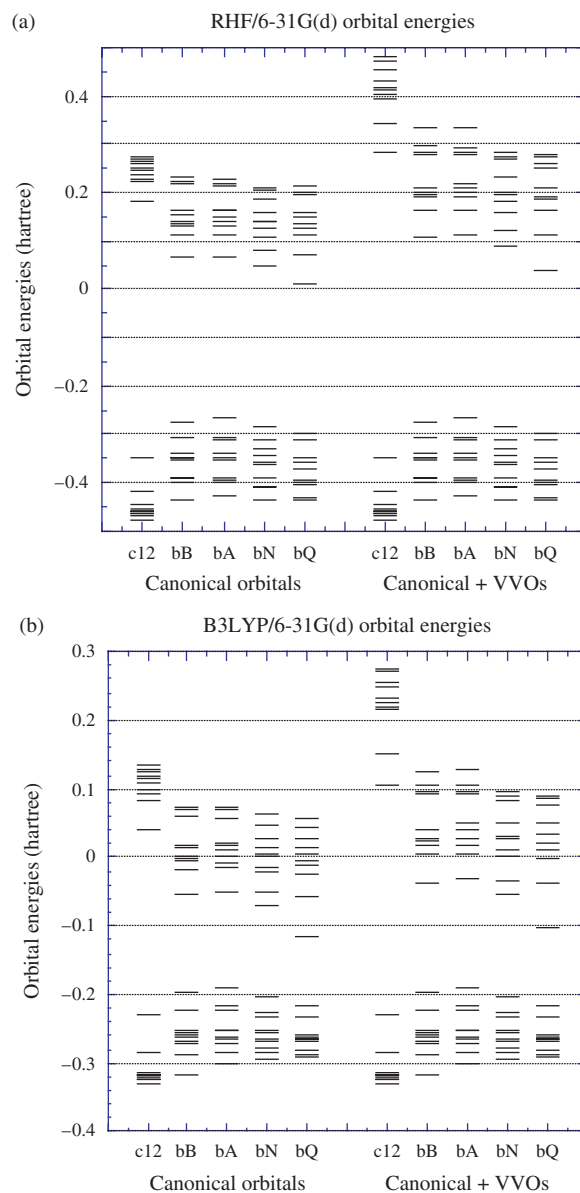 (a) RHF/6-31G(d) orbital energies
Orbital energies (hartree)
0.4
0.2
0
−0.2
−0.4
c12 bB bA bN bQ c12 bB bA bN bQ
Canonical orbitals Canonical + VVOs
(b) B3LYP/6-31G(d) orbital energies
Orbital energies (hartree)
0.3
0.2
0.1
0
−0.1
−0.2
−0.3
−0.4
c12 bB bA bN bQ c12 bB bA bN bQ
Canonical orbitals Canonical + VVOs